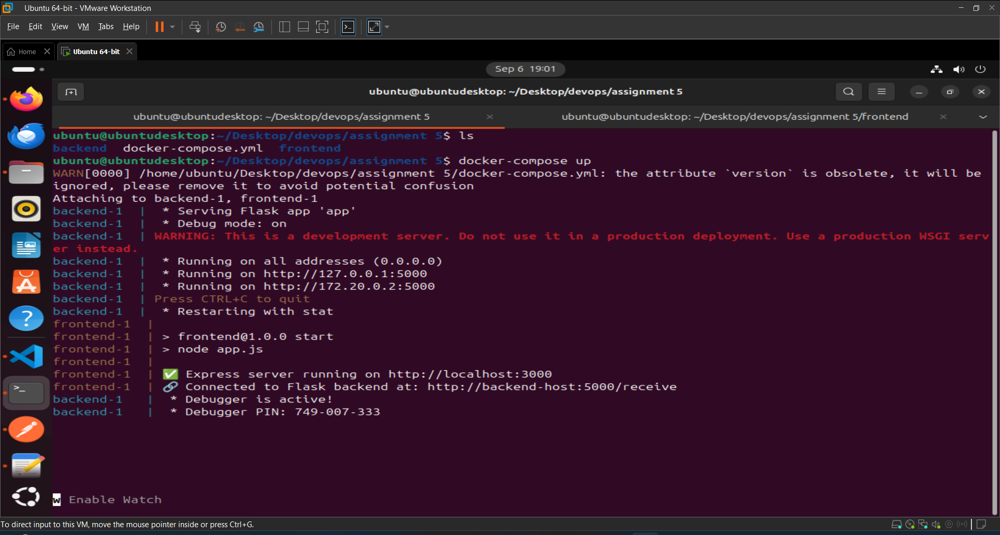 Ubuntu 64-bit - VMware Workstation
File Edit View VM Tabs Help
Home Ubuntu 64-bit
Sep 6 19:01
ubuntu@ubuntudesktop: ~/Desktop/devops/assignment 5
ubuntu@ubuntudesktop: ~/Desktop/devops/assignment 5 ubuntu@ubuntudesktop: ~/Desktop/devops/assignment 5/frontend
ubuntu@ubuntudesktop:~/Desktop/devops/assignment 5$ ls
backend docker-compose.yml frontend
ubuntu@ubuntudesktop:~/Desktop/devops/assignment 5$ docker-compose up
WARN[0000] /home/ubuntu/Desktop/devops/assignment 5/docker-compose.yml: the attribute `version` is obsolete, it will be
ignored, please remove it to avoid potential confusion
Attaching to backend-1, frontend-1
backend-1 | * Serving Flask app 'app'
backend-1 | * Debug mode: on
backend-1 | WARNING: This is a development server. Do not use it in a production deployment. Use a production WSGI serv
er instead.
backend-1 | * Running on all addresses (0.0.0.0)
backend-1 | * Running on http://127.0.0.1:5000
backend-1 | * Running on http://172.20.0.2:5000
backend-1 | Press CTRL+C to quit
backend-1 | * Restarting with stat
frontend-1 |
frontend-1 | > frontend@1.0.0 start
frontend-1 | > node app.js
frontend-1 |
frontend-1 | ✅ Express server running on http://localhost:3000
frontend-1 | 🔗 Connected to Flask backend at: http://backend-host:5000/receive
backend-1 | * Debugger is active!
backend-1 | * Debugger PIN: 749-007-333
w Enable Watch
To direct input to this VM, move the mouse pointer inside or press Ctrl+G.